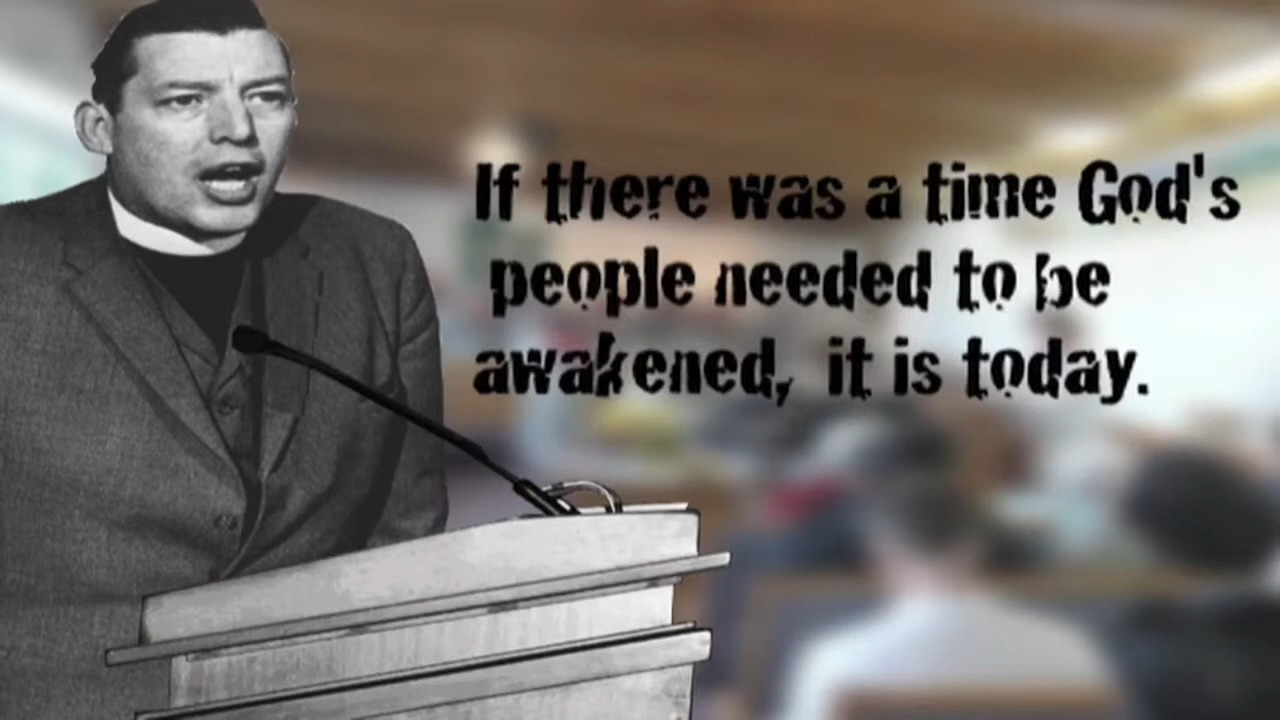 If there was a time God's
people needed to be
awakened, it is today.